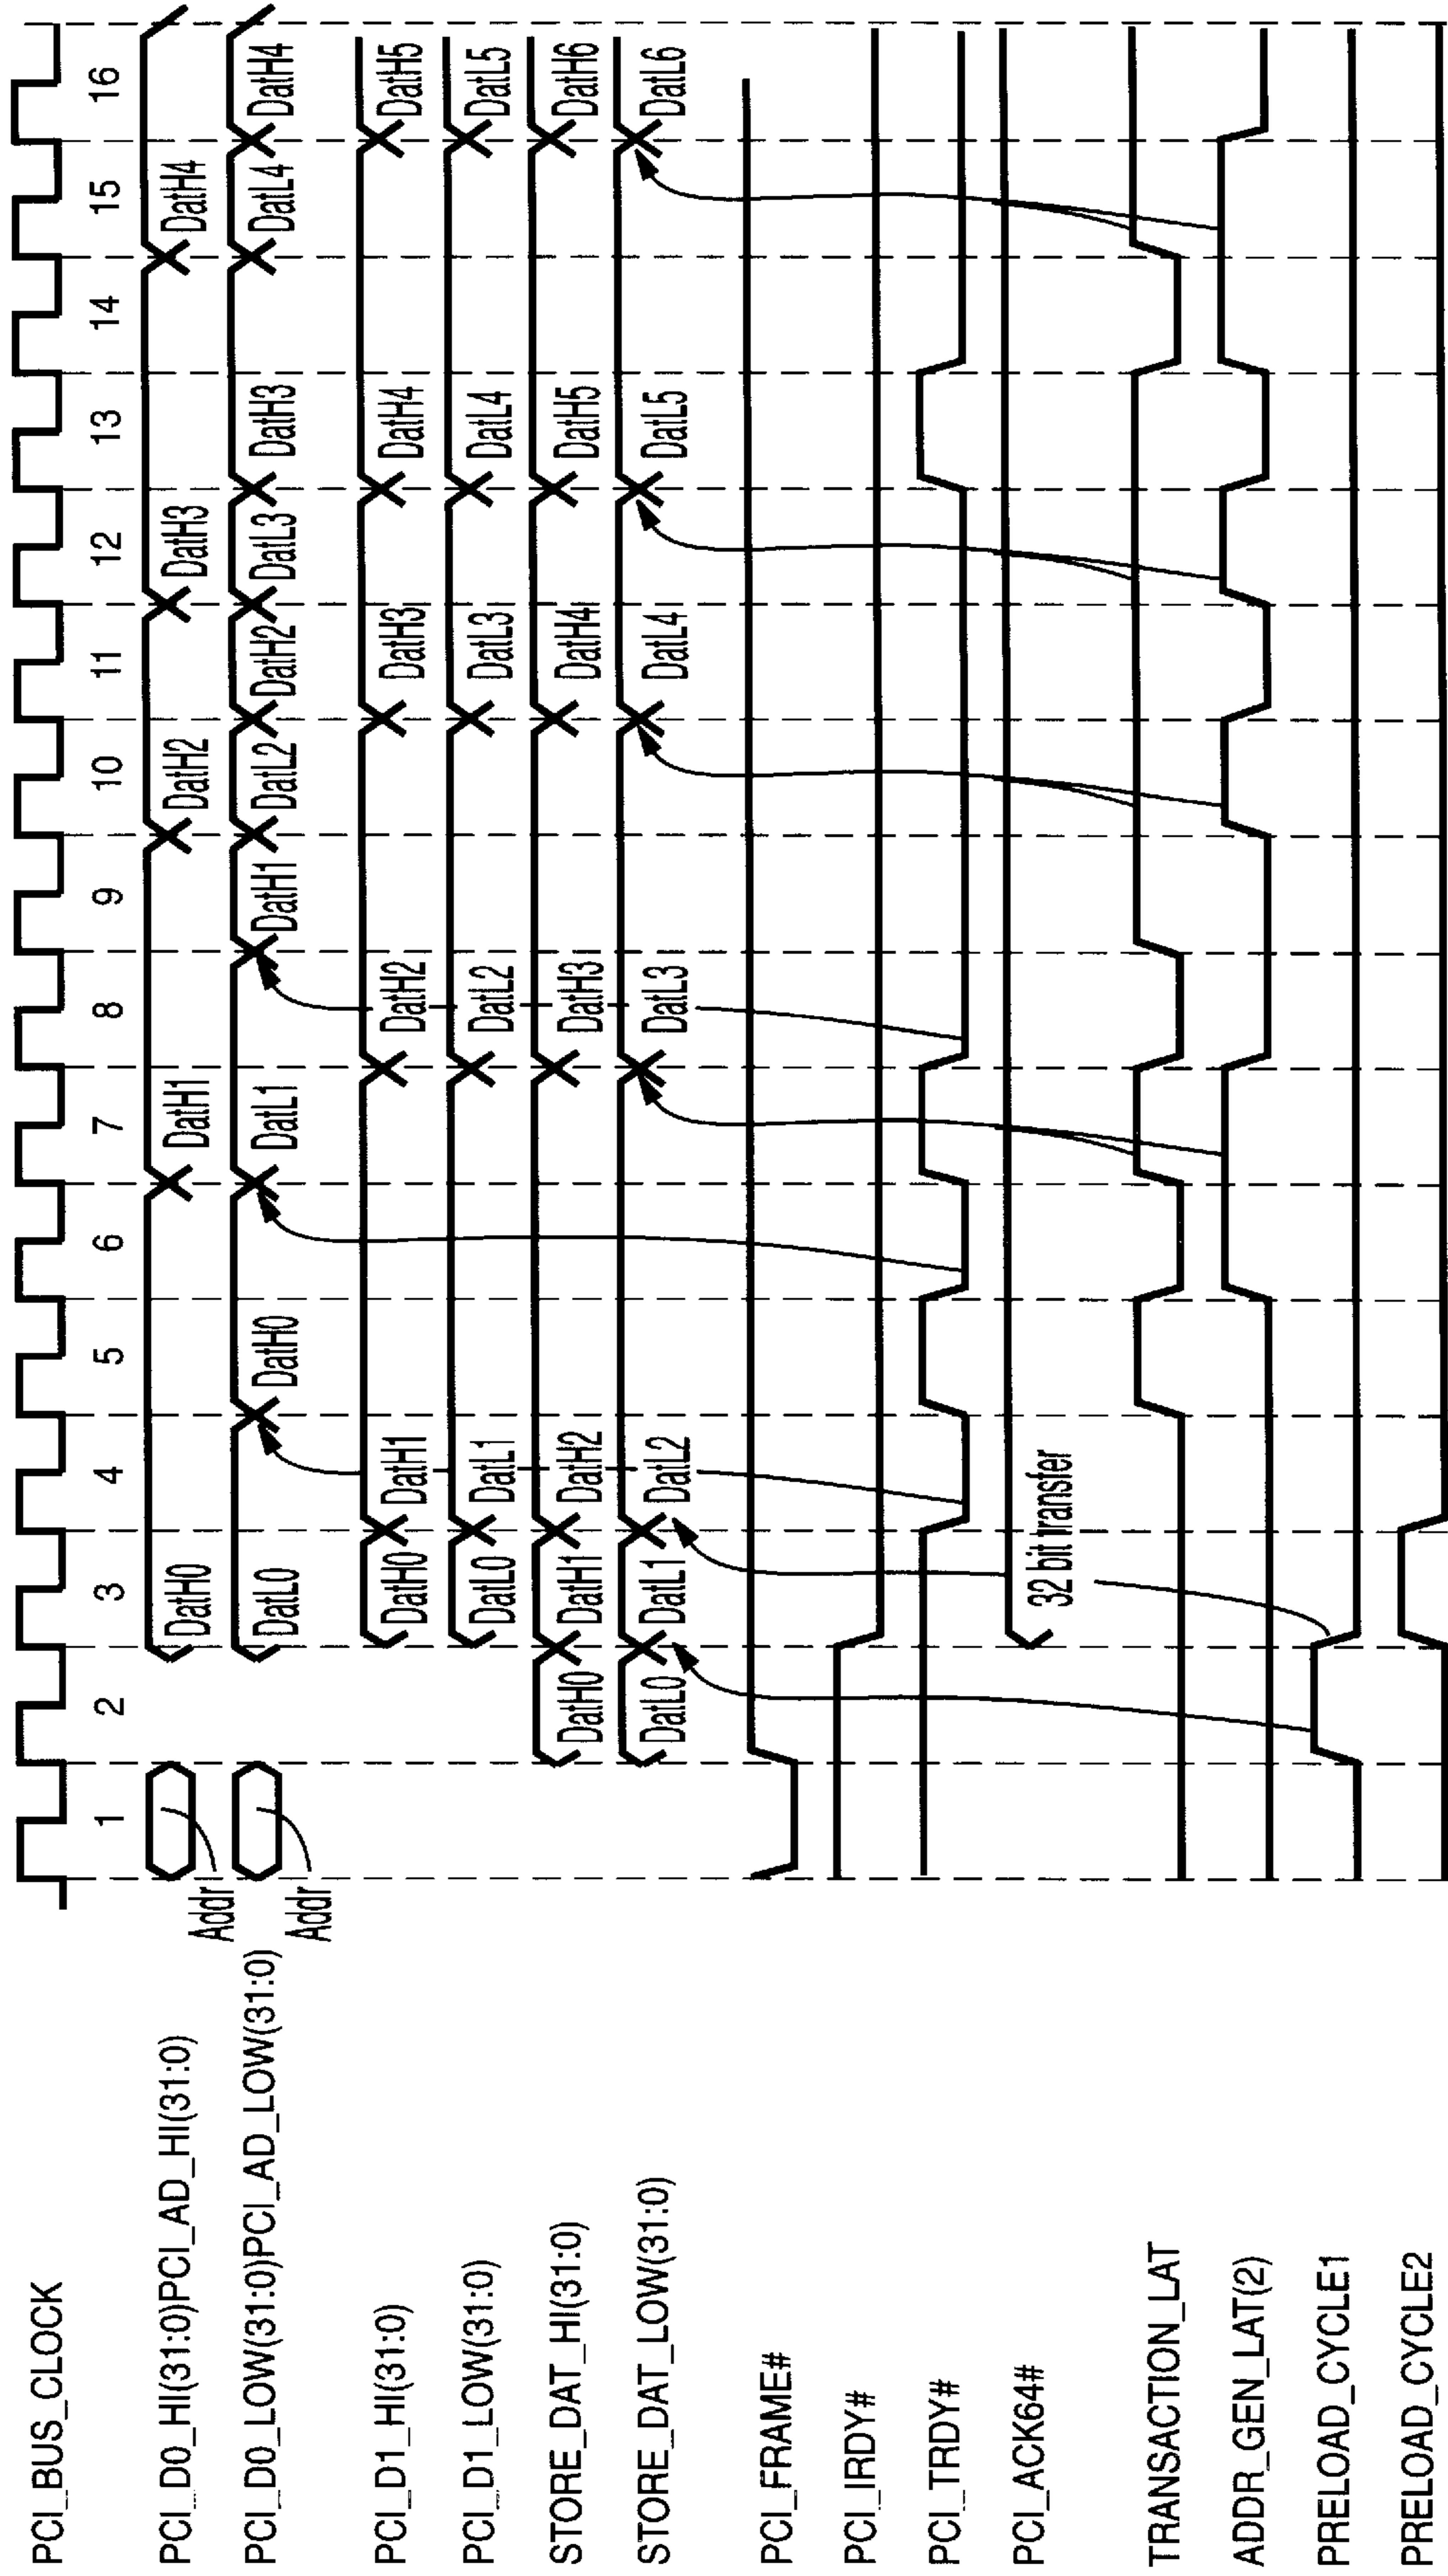 PCI_BUS_CLOCK 1 2 3 4 5 6 7 8 9 10 11 12 13 14 15 16
PCI_D0_HI(31:0)PCI_AD_HI(31:0) Addr DatH0 DatH1 DatH2 DatH3 DatH4
PCI_D0_LOW(31:0)PCI_AD_LOW(31:0) Addr DatL0 DatH0 DatL1 DatH1 DatL2 DatH2 DatL3 DatH3 DatL4 DatH4
PCI_D1_HI(31:0) DatH0 DatH1 DatH2 DatH3 DatH4 DatH5
PCI_D1_LOW(31:0) DatL0 DatL1 DatL2 DatL3 DatL4 DatL5
STORE_DAT_HI(31:0) DatH0 DatH1 DatH2 DatH3 DatH4 DatH5 DatH6
STORE_DAT_LOW(31:0) DatL0 DatL1 DatL2 DatL3 DatL4 DatL5 DatL6
PCI_FRAME#
PCI_IRDY#
PCI_TRDY#
PCI_ACK64# 32 bit transfer
TRANSACTION_LAT
ADDR_GEN_LAT(2)
PRELOAD_CYCLE1
PRELOAD_CYCLE2